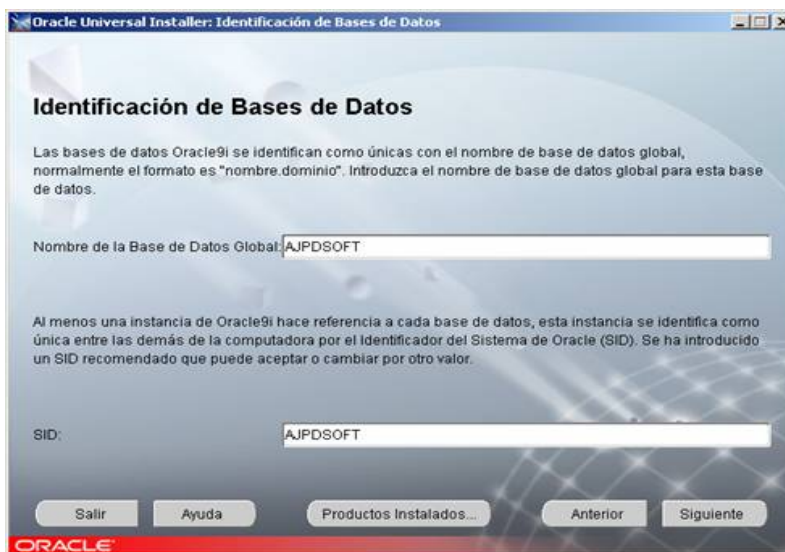 Oracle Universal Installer: Identificación de Bases de Datos
Identificación de Bases de Datos
Las bases de datos Oracle9i se identifican como únicas con el nombre de base de datos global,
normalmente el formato es "nombre.dominio". Introduzca el nombre de base de datos global para esta base
de datos.
Nombre de la Base de Datos Global: AJPDSOFT
Al menos una instancia de Oracle9i hace referencia a cada base de datos, esta instancia se identifica como
única entre las demás de la computadora por el Identificador del Sistema de Oracle (SID). Se ha introducido
un SID recomendado que puede aceptar o cambiar por otro valor.
SID: AJPDSOFT
Salir Ayuda Productos Instalados... Anterior Siguiente
ORACLE